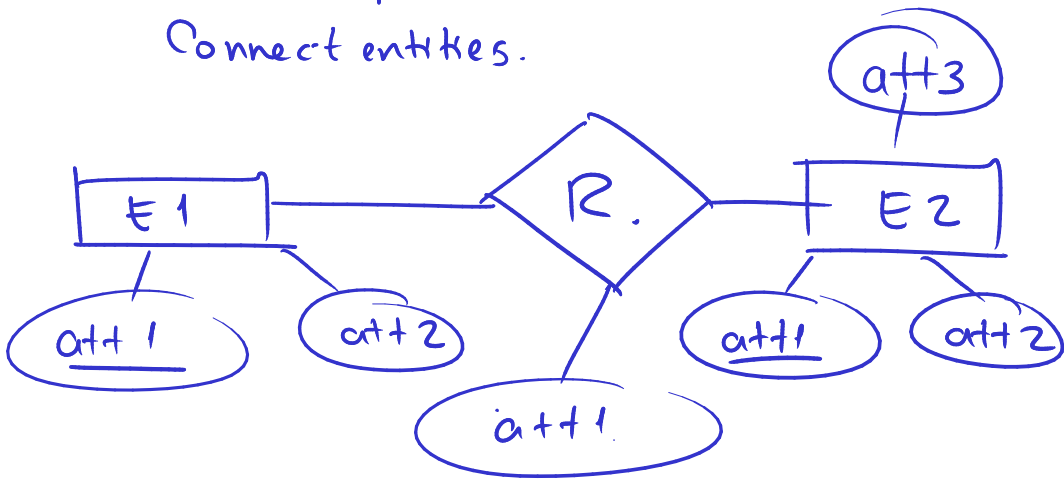 Connect entities.
att3
E1
R.
E2
att1
att2
att1
att2
att1.